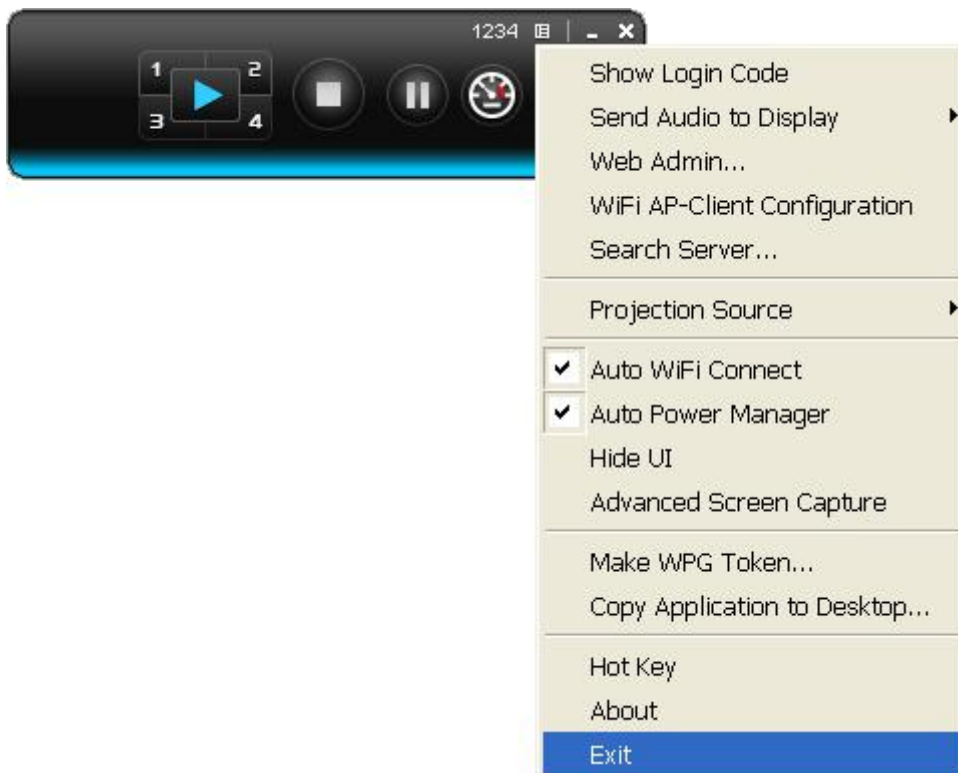 1234
1 2
3 4
Show Login Code
Send Audio to Display
Web Admin...
WiFi AP-Client Configuration
Search Server...
Projection Source
Auto WiFi Connect
Auto Power Manager
Hide UI
Advanced Screen Capture
Make WPG Token...
Copy Application to Desktop...
Hot Key
About
Exit